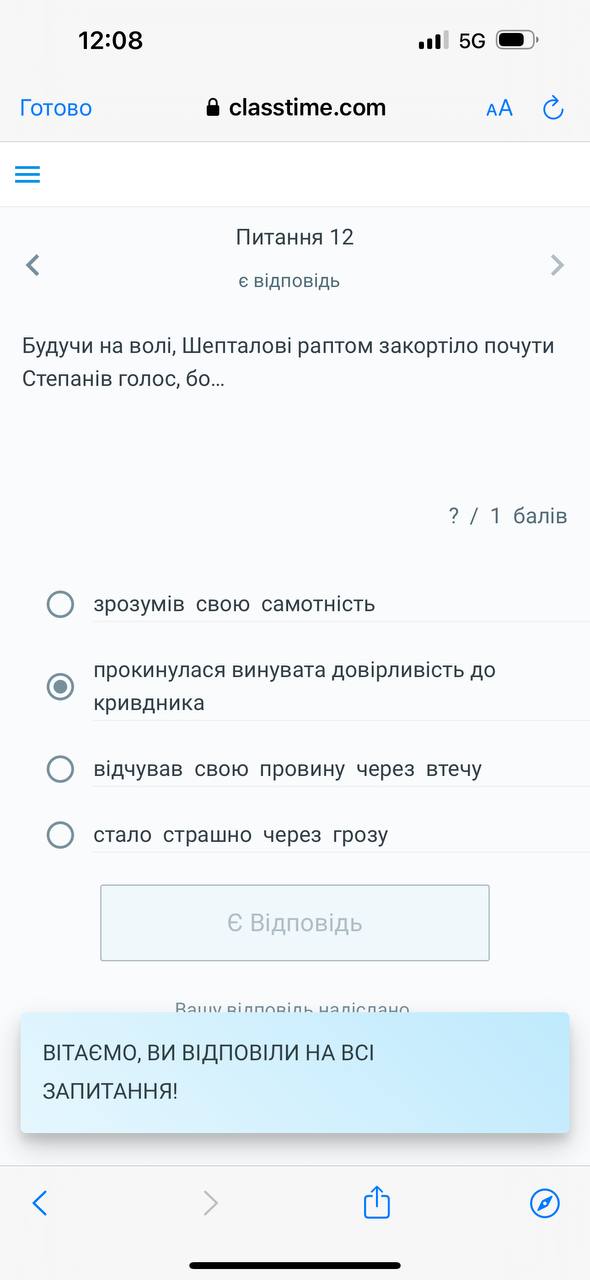 12:08
5G
Готово
classtime.com
AA
Питання 12
є відповідь
Будучи на волі, Шепталові раптом закортіло почути
Степанів голос, бо...
? / 1 балів
зрозумів свою самотність
прокинулася винувата довірливість до
кривдника
відчував свою провину через втечу
стало страшно через грозу
Є Відповідь
Вашу відповідь надіслано
ВІТАЄМО, ВИ ВІДПОВІЛИ НА ВСІ
ЗАПИТАННЯ!